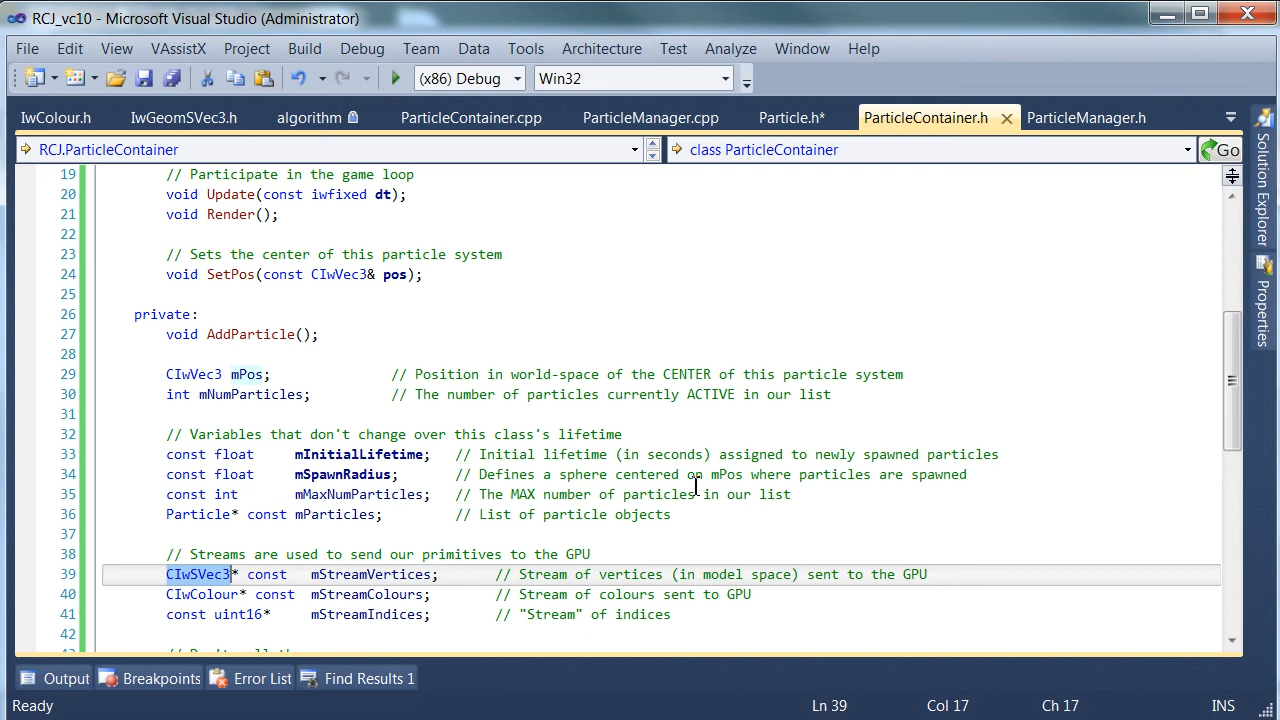 RCJ_vc10 - Microsoft Visual Studio (Administrator)
File Edit View VAssistX Project Build Debug Team Data Tools Architecture Test Analyze Window Help
(x86) Debug Win32
IwColour.h IwGeomSVec3.h algorithm ParticleContainer.cpp ParticleManager.cpp Particle.h* ParticleContainer.h ParticleManager.h
RCJ.ParticleContainer class ParticleContainer Go
19 // Participate in the game loop
20 void Update(const iwfixed dt);
21 void Render();
22
23 // Sets the center of this particle system
24 void SetPos(const CIwVec3& pos);
25
26 private:
27 void AddParticle();
28
29 CIwVec3 mPos; // Position in world-space of the CENTER of this particle system
30 int mNumParticles; // The number of particles currently ACTIVE in our list
31
32 // Variables that don't change over this class's lifetime
33 const float mInitialLifetime; // Initial lifetime (in seconds) assigned to newly spawned particles
34 const float mSpawnRadius; // Defines a sphere centered on mPos where particles are spawned
35 const int mMaxNumParticles; // The MAX number of particles in our list
36 Particle* const mParticles; // List of particle objects
37
38 // Streams are used to send our primitives to the GPU
39 CIwSVec3* const mStreamVertices; // Stream of vertices (in model space) sent to the GPU
40 CIwColour* const mStreamColours; // Stream of colours sent to GPU
41 const uint16* mStreamIndices; // "Stream" of indices
42
Solution Explorer
Properties
Output Breakpoints Error List Find Results 1
Ready Ln 39 Col 17 Ch 17 INS